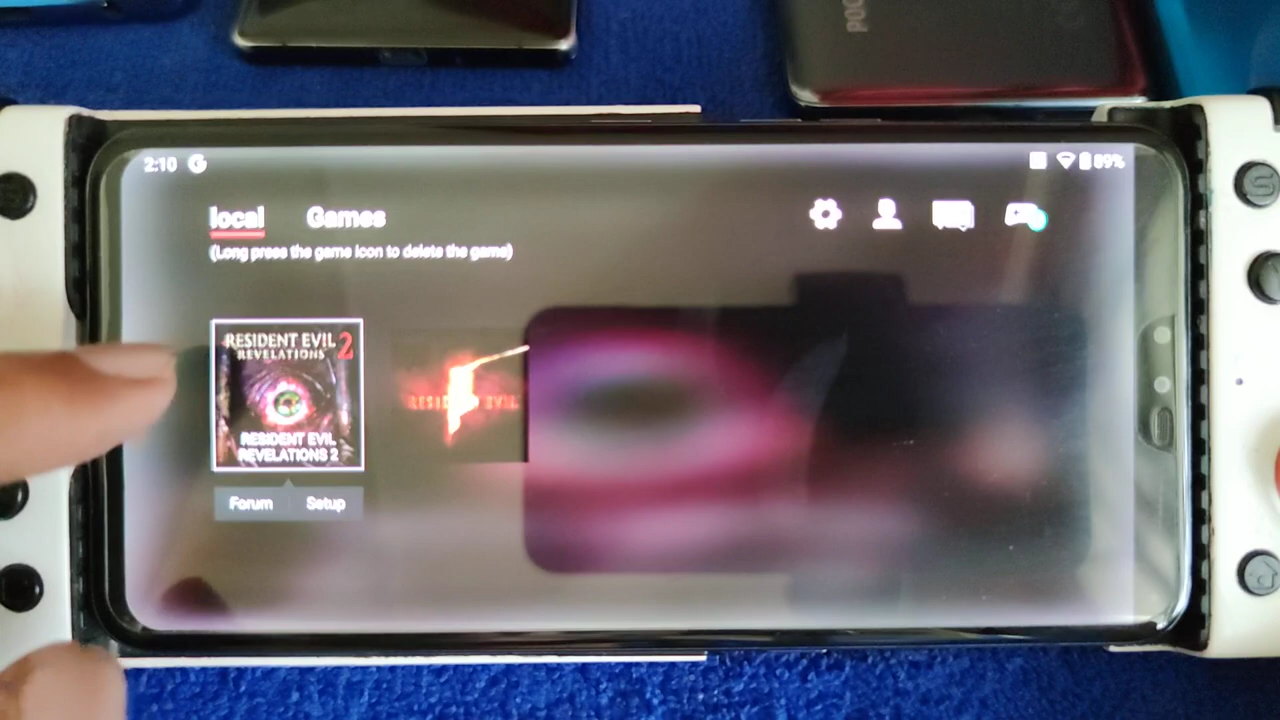 POCO
2:10 G 89%
local Games
(Long press the game icon to delete the game)
RESIDENT EVIL
REVELATIONS 2
RESIDENT EVIL
REVELATIONS 2
RESIDENT EVIL
Forum Setup
S